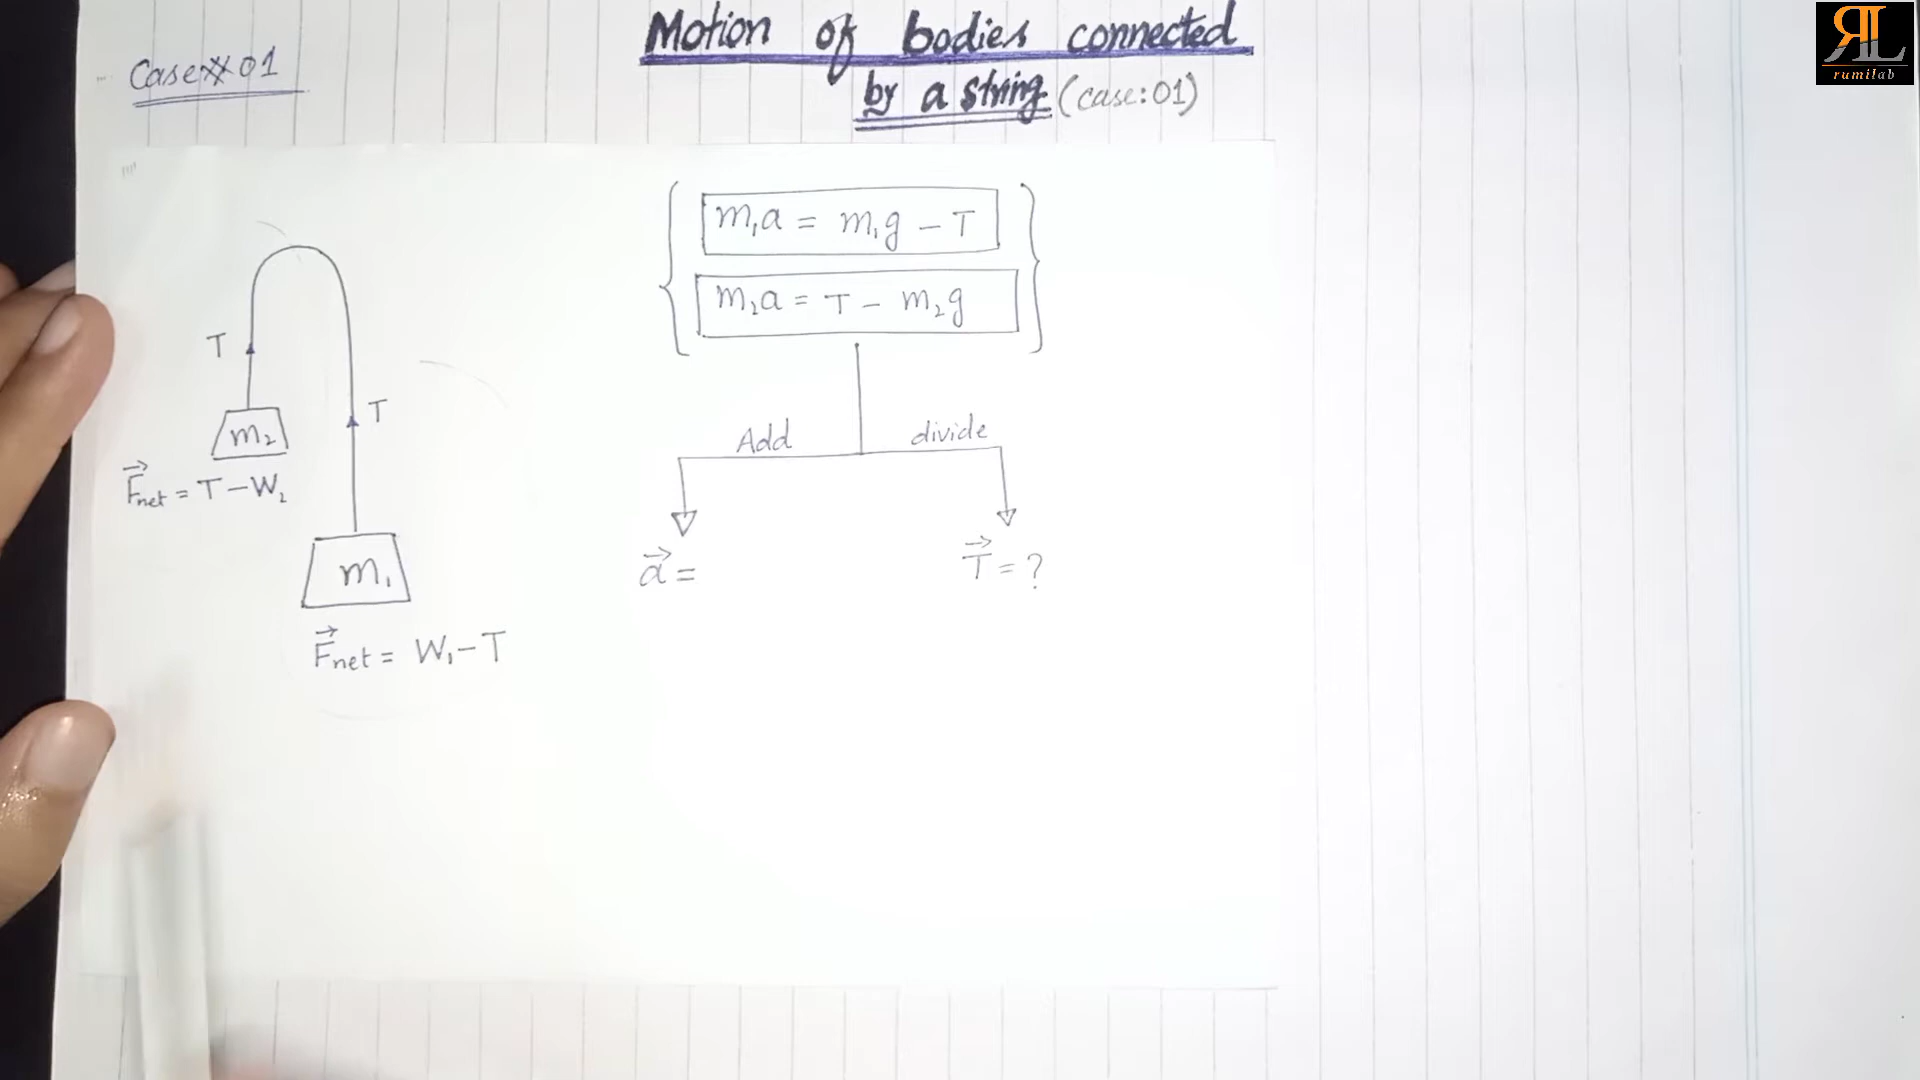 Motion of bodies connected
by a string (case:01)
Case#01
RL
rumilab
m₁a = m₁g - T
m₂a = T - m₂g
Add
divide
a⃗ =
T⃗ = ?
T
T
m₂
F⃗net = T - W₂
m₁
F⃗net = W₁ - T